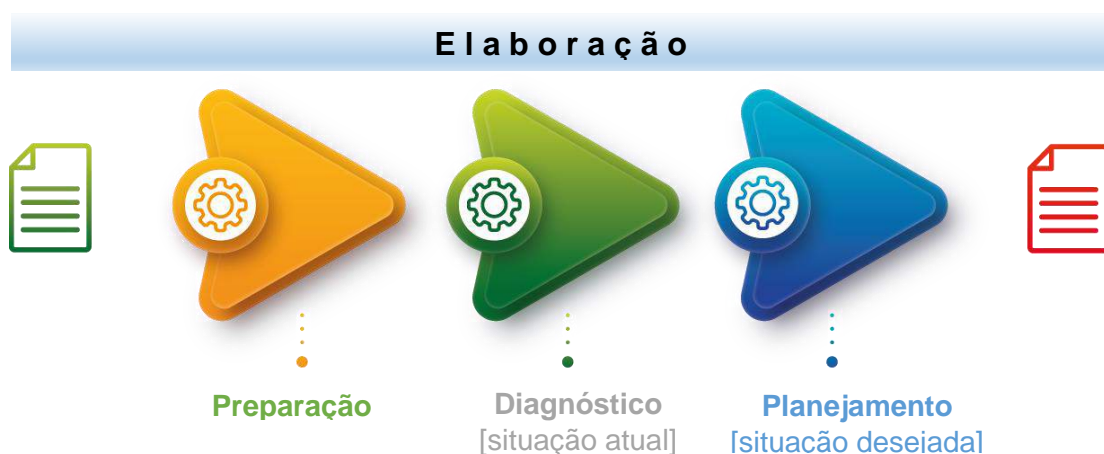 Elaboração
Preparação
Diagnóstico
[situação atual]
Planejamento
[situação desejada]